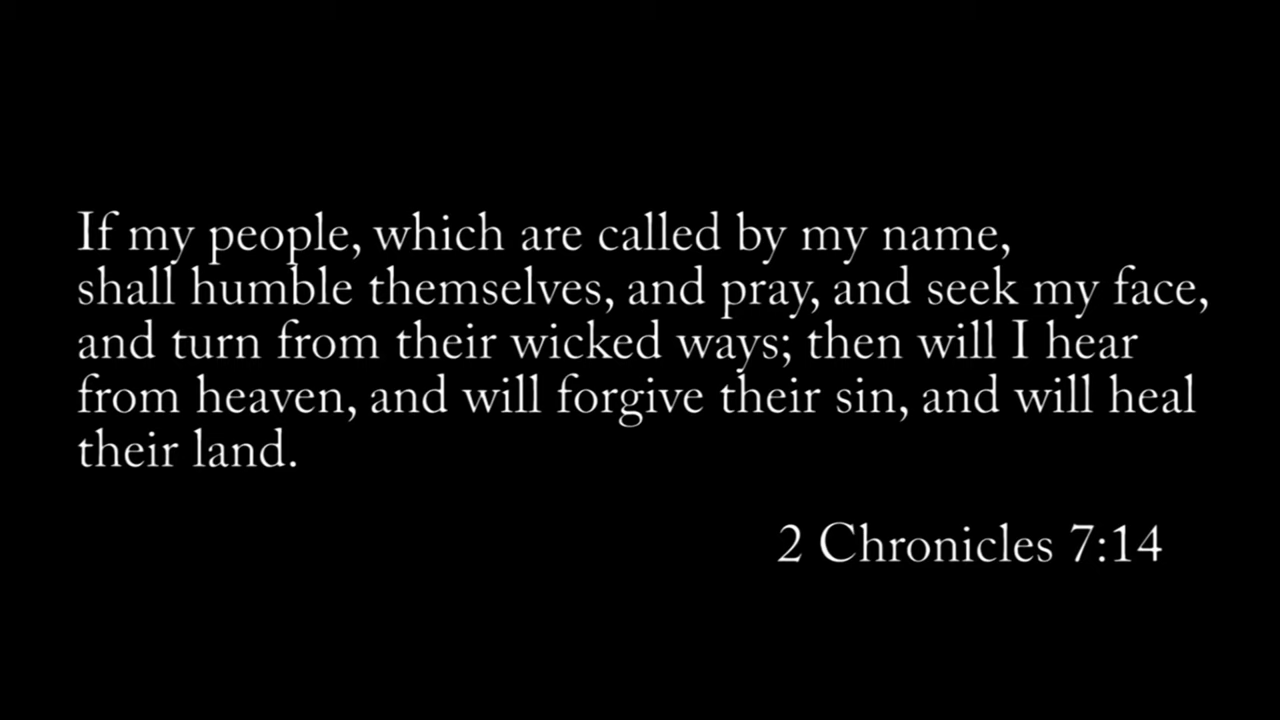 If my people, which are called by my name,
shall humble themselves, and pray, and seek my face,
and turn from their wicked ways; then will I hear
from heaven, and will forgive their sin, and will heal
their land.
2 Chronicles 7:14